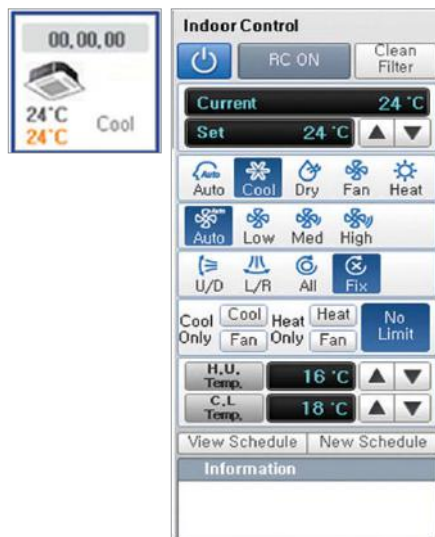 00, 00, 00
24°C
24°C
Cool
Indoor Control
RC ON
Clean
Filter
Current 24 °C
Set 24 °C
Auto
Auto Cool Dry Fan Heat
Auto
Auto Low Med High
U/D L/R All Fix
Cool
Only
Cool
Fan
Heat
Only
Heat
Fan
No
Limit
H.U.
Temp. 16 °C
C.L
Temp. 18 °C
View Schedule New Schedule
Information